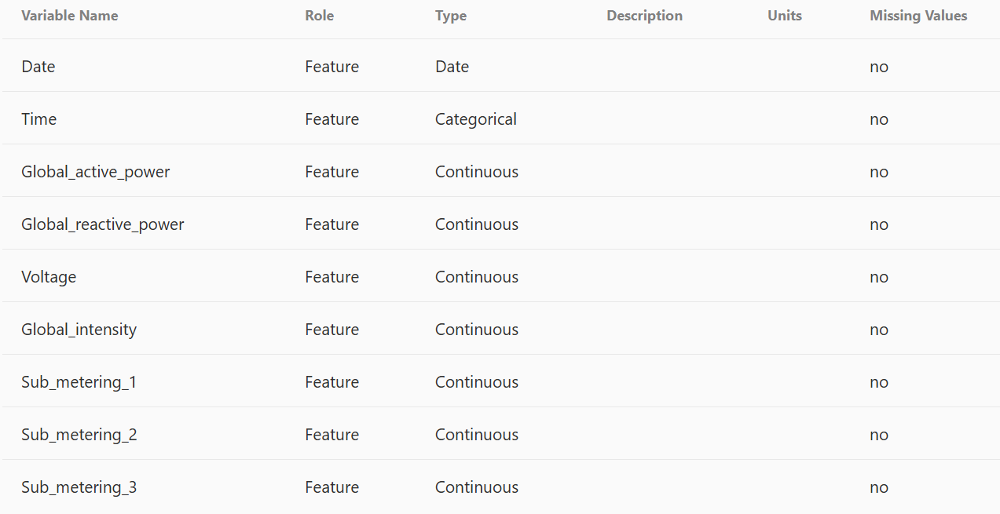 Variable Name Role Type Description Units Missing Values
Date Feature Date no
Time Feature Categorical no
Global_active_power Feature Continuous no
Global_reactive_power Feature Continuous no
Voltage Feature Continuous no
Global_intensity Feature Continuous no
Sub_metering_1 Feature Continuous no
Sub_metering_2 Feature Continuous no
Sub_metering_3 Feature Continuous no